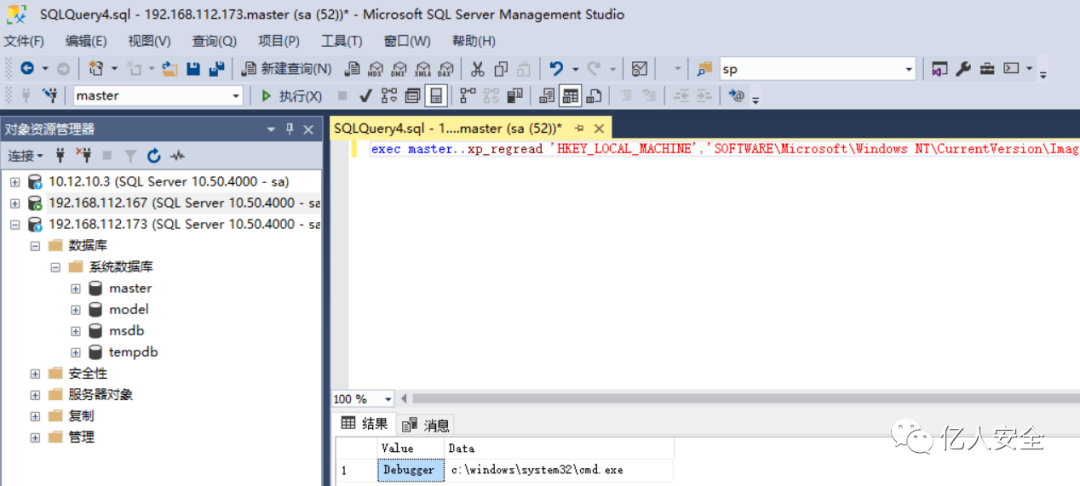 SQLQuery4.sql - 192.168.112.173.master (sa (52))* - Microsoft SQL Server Management Studio
文件(F) 编辑(E) 视图(V) 查询(Q) 项目(P) 工具(T) 窗口(W) 帮助(H)
新建查询(N) MDX DMX XMLA DAX sp
master 执行(X)
对象资源管理器
连接
10.12.10.3 (SQL Server 10.50.4000 - sa)
192.168.112.167 (SQL Server 10.50.4000 - sa
192.168.112.173 (SQL Server 10.50.4000 - sa
数据库
系统数据库
master
model
msdb
tempdb
安全性
服务器对象
复制
管理
SQLQuery4.sql - 1....master (sa (52))*
exec master..xp_regread 'HKEY_LOCAL_MACHINE','SOFTWARE\Microsoft\Windows NT\CurrentVersion\Imag
100 %
结果 消息
Value Data
1 Debugger c:\windows\system32\cmd.exe
亿人安全